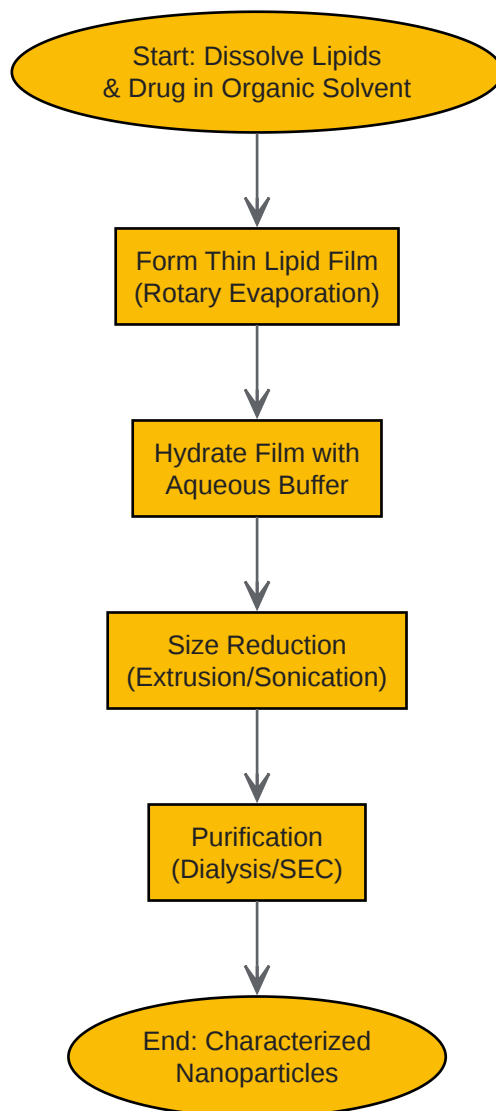 Start: Dissolve Lipids
& Drug in Organic Solvent
Form Thin Lipid Film
(Rotary Evaporation)
Hydrate Film with
Aqueous Buffer
Size Reduction
(Extrusion/Sonication)
Purification
(Dialysis/SEC)
End: Characterized
Nanoparticles